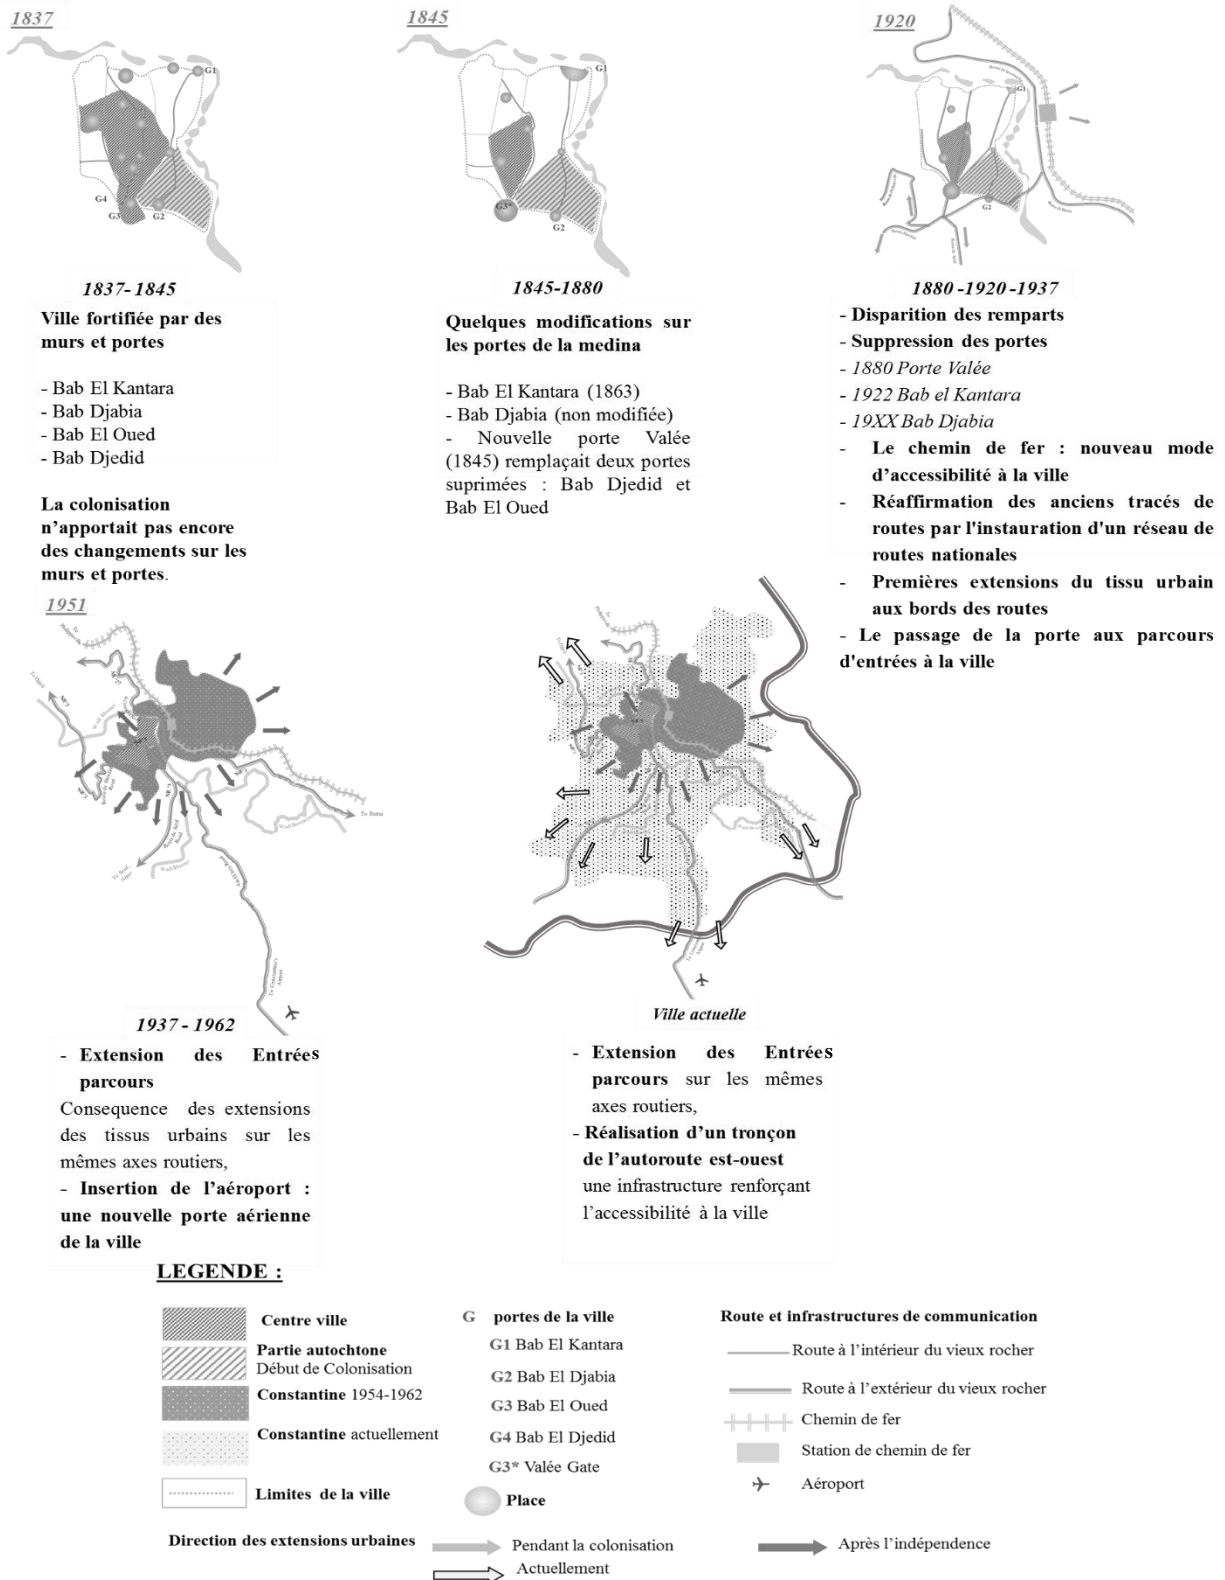 1837
G1
G4
G3
G2
1837-1845
Ville fortifiée par des
murs et portes
- Bab El Kantara
- Bab Djabia
- Bab El Oued
- Bab Djedid
La colonisation
n’apportait pas encore
des changements sur les
murs et portes.
1845
G1
G3*
G2
1845-1880
Quelques modifications sur
les portes de la medina
- Bab El Kantara (1863)
- Bab Djabia (non modifiée)
- Nouvelle porte Valée
(1845) remplaçait deux portes
suprimées : Bab Djedid et
Bab El Oued
1920
G1
G2
1880 -1920 -1937
- Disparition des remparts
- Suppression des portes
- 1880 Porte Valée
- 1922 Bab el Kantara
- 19XX Bab Djabia
- Le chemin de fer : nouveau mode
d’accessibilité à la ville
- Réaffirmation des anciens tracés de
routes par l'instauration d'un réseau de
routes nationales
- Premières extensions du tissu urbain
aux bords des routes
- Le passage de la porte aux parcours
d'entrées à la ville
1951
To Batna
1937 - 1962
- Extension des Entrées
parcours
Consequence des extensions
des tissus urbains sur les
mêmes axes routiers,
- Insertion de l’aéroport :
une nouvelle porte aérienne
de la ville
Ville actuelle
- Extension des Entrées
parcours sur les mêmes
axes routiers,
- Réalisation d’un tronçon
de l’autoroute est-ouest
une infrastructure renforçant
l’accessibilité à la ville
LEGENDE :
Centre ville
Partie autochtone
Début de Colonisation
Constantine 1954-1962
Constantine actuellement
Limites de la ville
G portes de la ville
G1 Bab El Kantara
G2 Bab El Djabia
G3 Bab El Oued
G4 Bab El Djedid
G3* Valée Gate
Place
Route et infrastructures de communication
Route à l’intérieur du vieux rocher
Route à l’extérieur du vieux rocher
Chemin de fer
Station de chemin de fer
Aéroport
Direction des extensions urbaines
Pendant la colonisation
Actuellement
Après l’indépendence